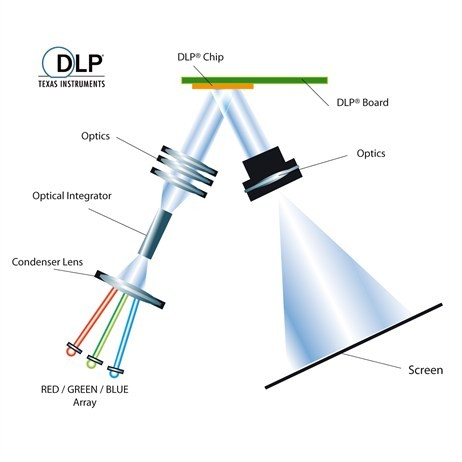 DLP®
TEXAS INSTRUMENTS
DLP® Chip
DLP® Board
Optics
Optics
Optical Integrator
Condenser Lens
Screen
RED / GREEN / BLUE
Array